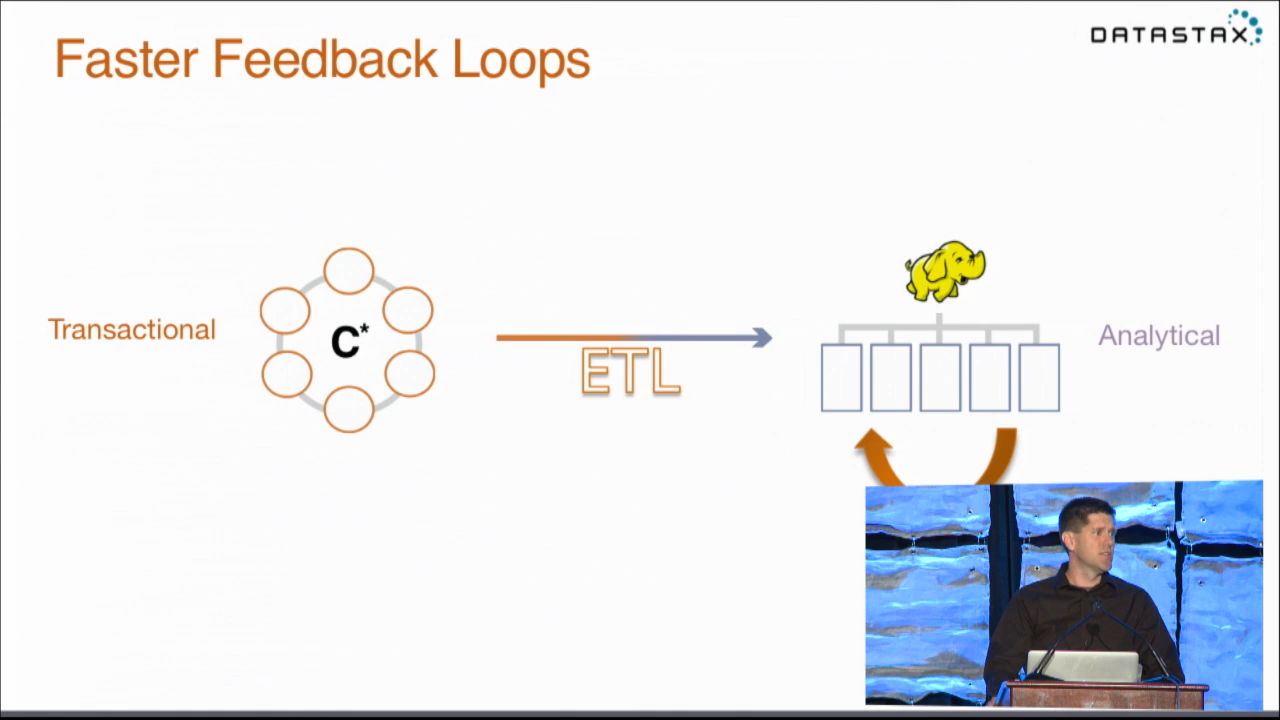 Faster Feedback Loops
DATASTAX
Transactional
C*
ETL
Analytical